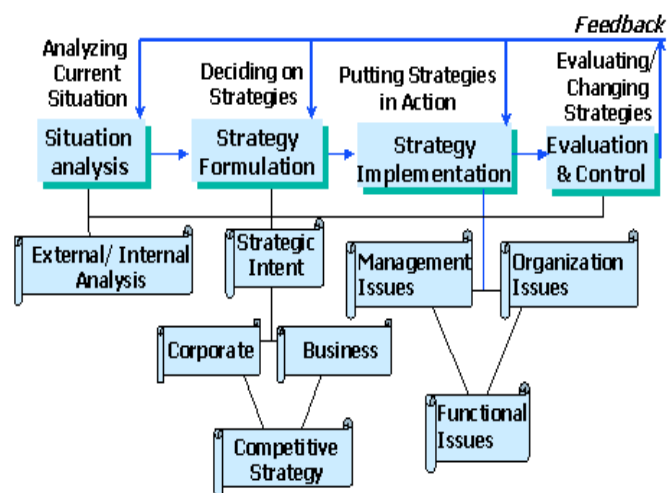 Feedback
Analyzing
Current
Situation
Deciding on
Strategies
Putting Strategies
in Action
Evaluating/
Changing
Strategies
Situation
analysis
Strategy
Formulation
Strategy
Implementation
Evaluation
& Control
External/ Internal
Analysis
Strategic
Intent
Management
Issues
Organization
Issues
Corporate
Business
Competitive
Strategy
Functional
Issues